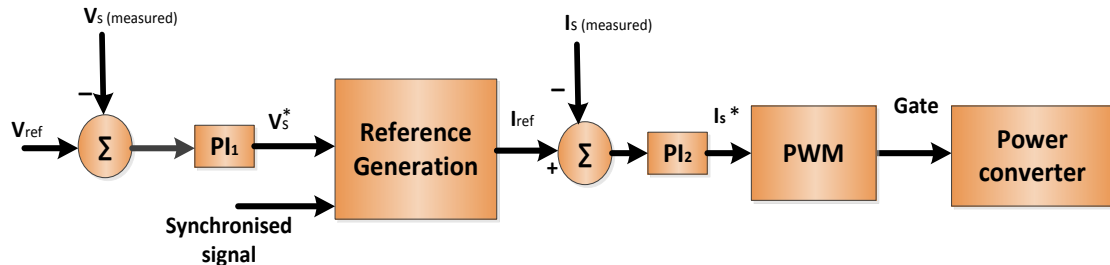 Vs (measured)
−
Vref
Σ
PI1
Vs*
Reference
Generation
Synchronised
signal
Iref
+
Is (measured)
−
Σ
PI2
Is*
PWM
Gate
Power
converter